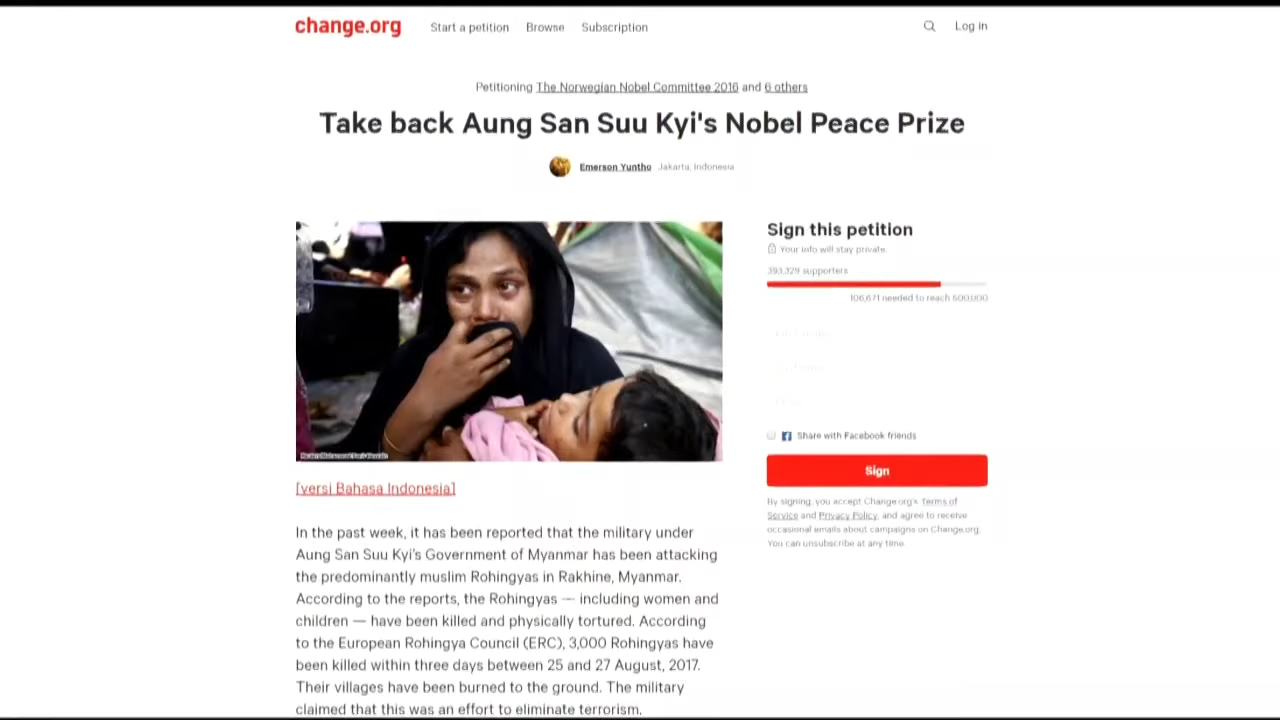 change.org
Start a petition Browse Subscription
Log in
Petitioning The Norwegian Nobel Committee 2016 and 6 others
Take back Aung San Suu Kyi's Nobel Peace Prize
Emerson Yuntho Jakarta, Indonesia
[versi Bahasa Indonesia]
In the past week, it has been reported that the military under
Aung San Suu Kyi's Government of Myanmar has been attacking
the predominantly muslim Rohingyas in Rakhine, Myanmar.
According to the reports, the Rohingyas — including women and
children — have been killed and physically tortured. According
to the European Rohingya Council (ERC), 3,000 Rohingyas have
been killed within three days between 25 and 27 August, 2017.
Their villages have been burned to the ground. The military
claimed that this was an effort to eliminate terrorism.
Sign this petition
Your info will stay private.
393,329 supporters
106,671 needed to reach 500,000
Share with Facebook friends
Sign
By signing, you accept Change.org's Terms of
Service and Privacy Policy, and agree to receive
occasional emails about campaigns on Change.org.
You can unsubscribe at any time.